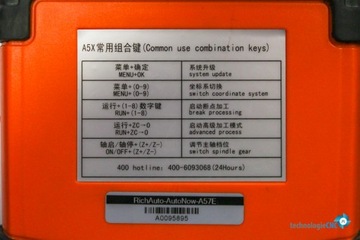 A5X常用组合键(Common use combination keys)
菜单+确定 系统升级
MENU+OK system update
菜单+(0-9) 坐标系切换
MENU+(0-9) switch coordinate system
运行+(1-8)数字键 启动断点加工
RUN+(1-8) break processing
运行+ZC→0 启动高级加工模式
RUN+ZC→0 advanced process
轴启/轴停+(Z+/Z-) 调节主轴档位
ON/OFF+(Z+/Z-) switch spindle gear
400 hotline: 400-6093068(24Hours)
RichAuto-AutoNow-A57E
A0095895
technologieCNC